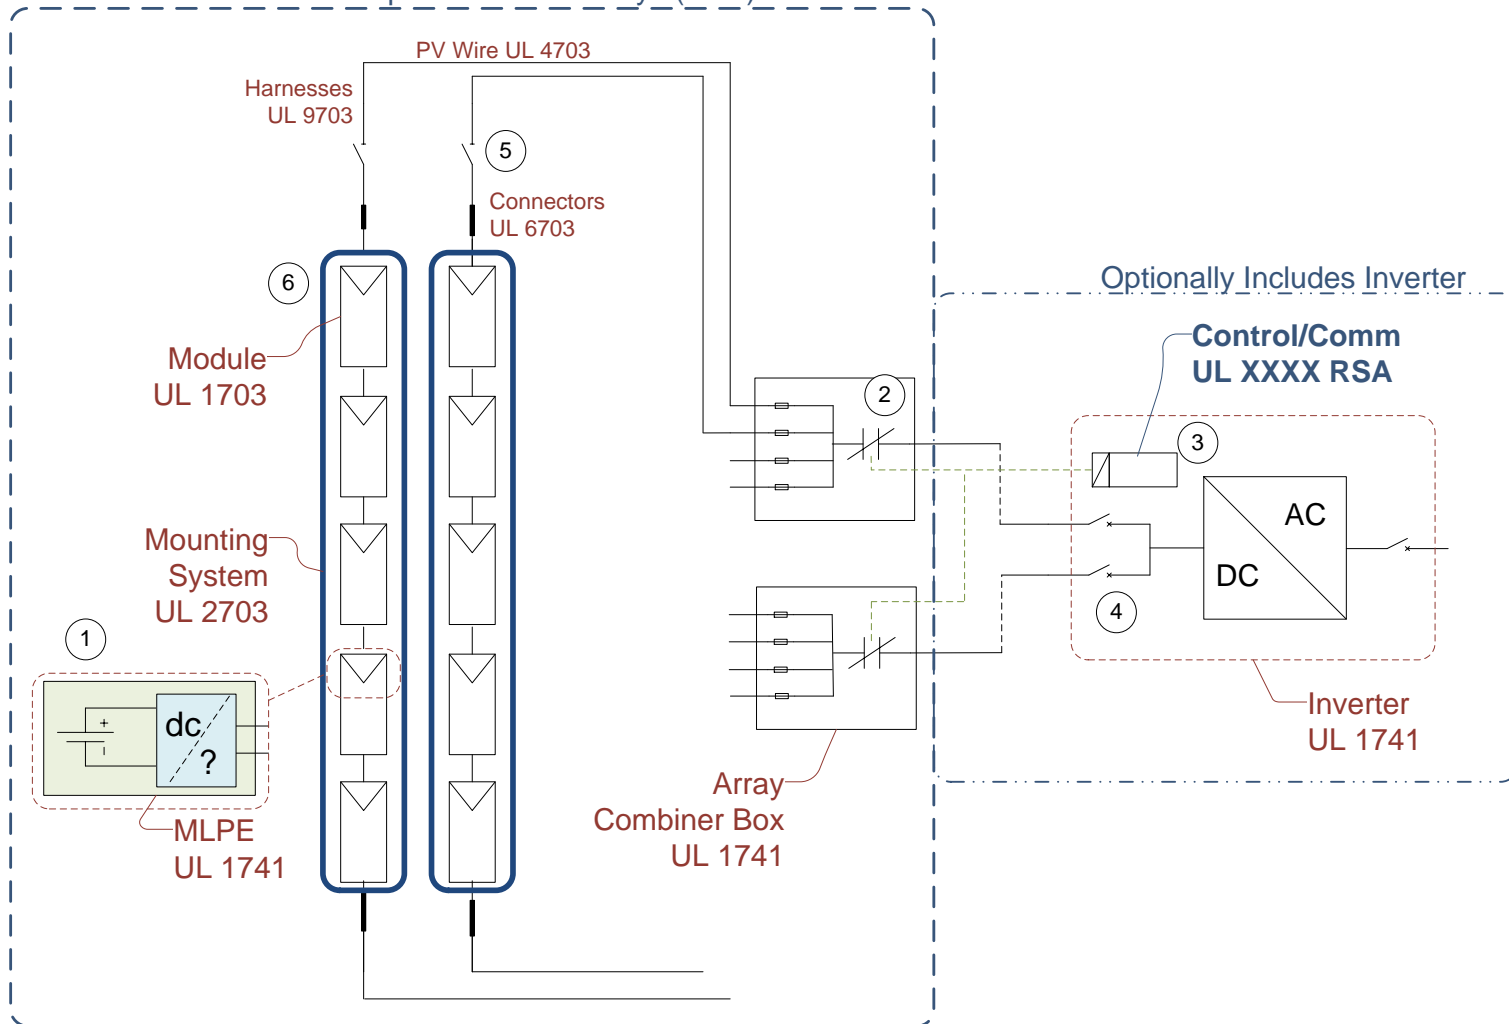 PV Wire UL 4703
Harnesses
UL 9703
5
Connectors
UL 6703
6
Module
UL 1703
Optionally Includes Inverter
Control/Comm
UL XXXX RSA
2
3
AC
DC
4
Mounting
System
UL 2703
1
dc
+
?
MLPE
UL 1741
Array
Combiner Box
UL 1741
Inverter
UL 1741